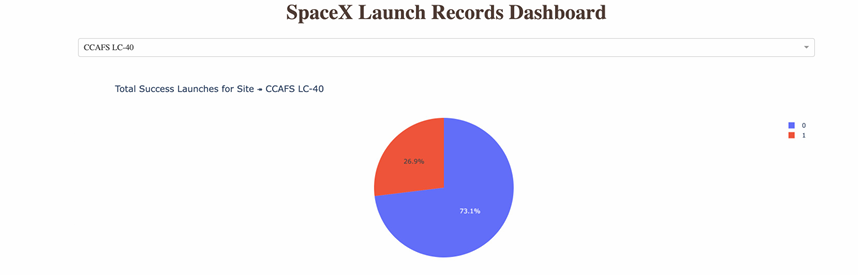 SpaceX Launch Records Dashboard
CCAFS LC-40
Total Success Launches for Site → CCAFS LC-40
0
1
26.9%
73.1%